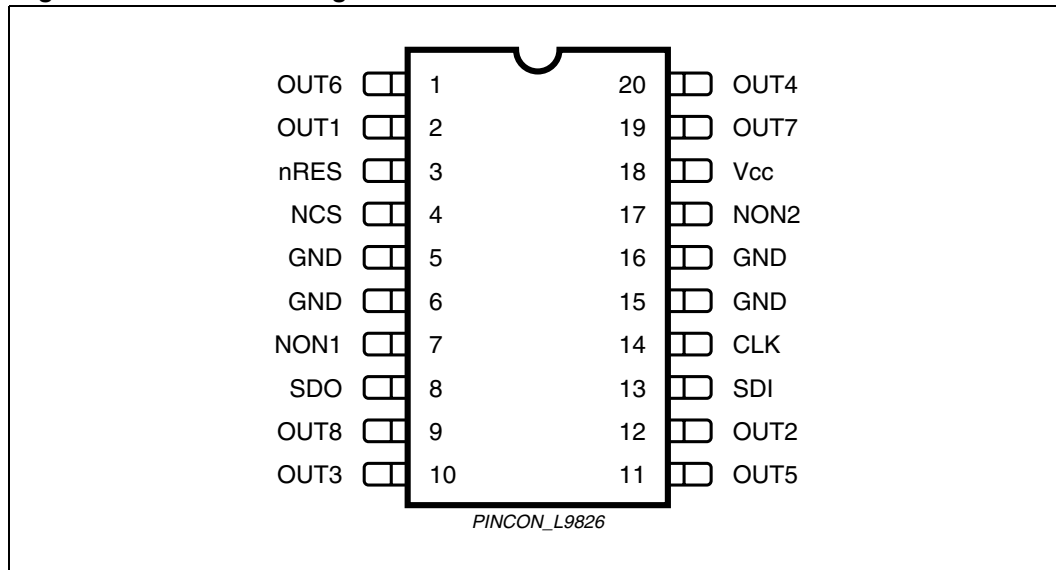 OUT6 1 20 OUT4
OUT1 2 19 OUT7
nRES 3 18 Vcc
NCS 4 17 NON2
GND 5 16 GND
GND 6 15 GND
NON1 7 14 CLK
SDO 8 13 SDI
OUT8 9 12 OUT2
OUT3 10 11 OUT5
PINCON_L9826